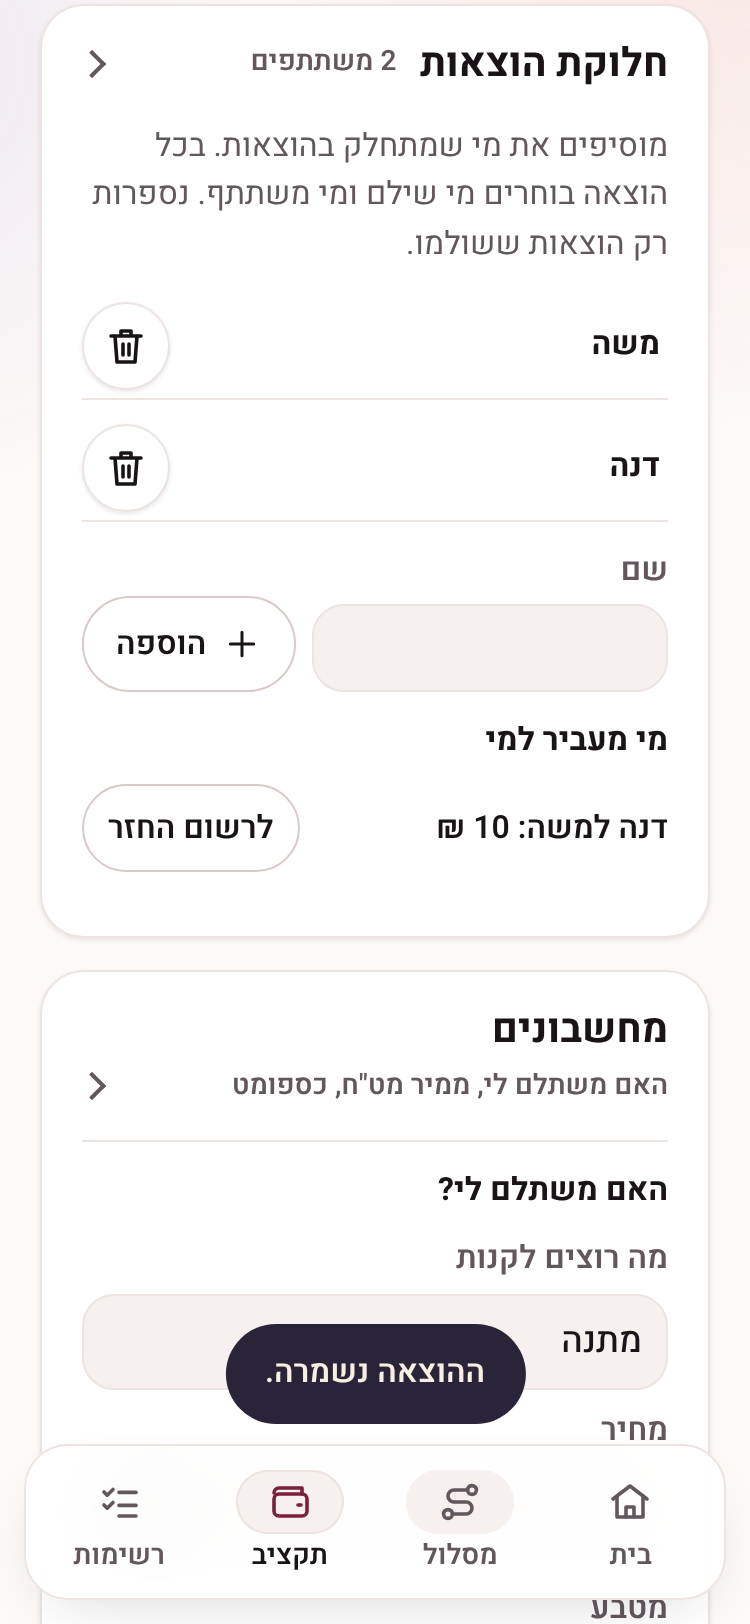 חלוקת הוצאות 2 משתתפים
מוסיפים את מי שמתחלק בהוצאות. בכל
הוצאה בוחרים מי שילם ומי משתתף. נספרות
רק הוצאות ששולמו.
משה
דנה
שם
הוספה
מי מעביר למי
דנה למשה: 10 ₪
לרשום החזר
מחשבונים
האם משתלם לי, ממיר מט"ח, כספומט
האם משתלם לי?
מה רוצים לקנות
מתנה
ההוצאה נשמרה.
מחיר
בית
מסלול
תקציב
רשימות
מטבע